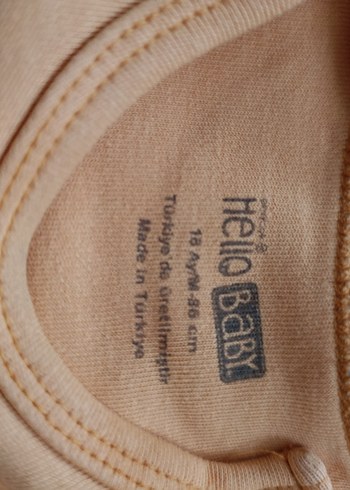 Hello BABY
18 Ay/M-86 cm
Türkiye'de üretilmiştir
Made in Türkiye